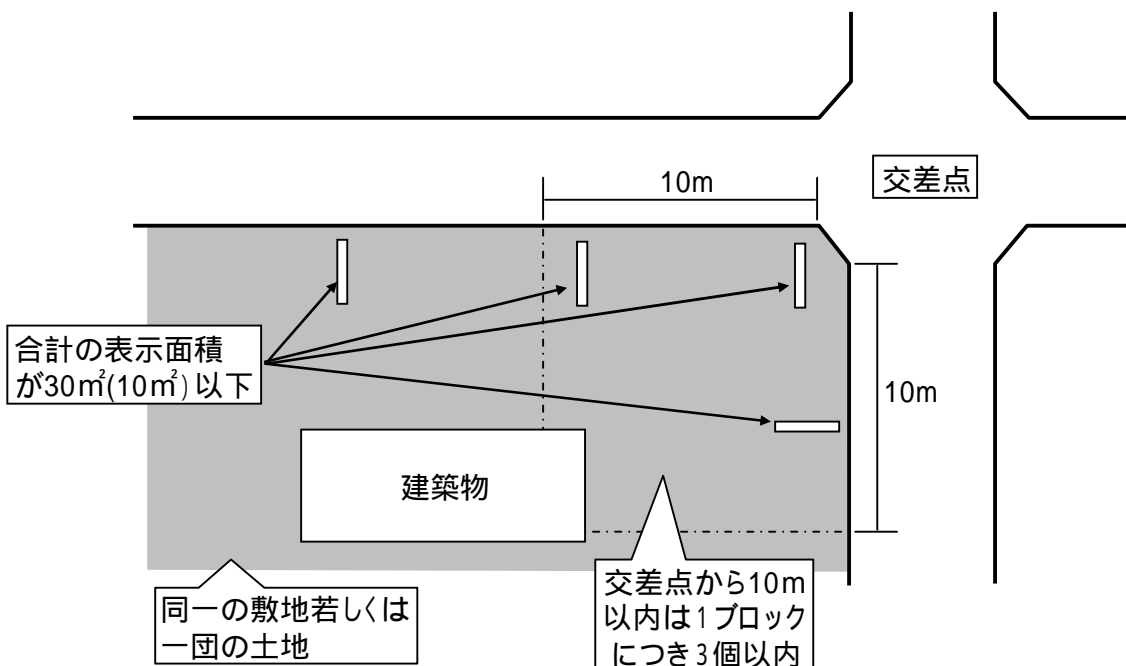 10m
交差点
合計の表示面積
が30㎡(10㎡)以下
10m
建築物
同一の敷地若しくは
一団の土地
交差点から10m
以内は1ブロック
につき3個以内